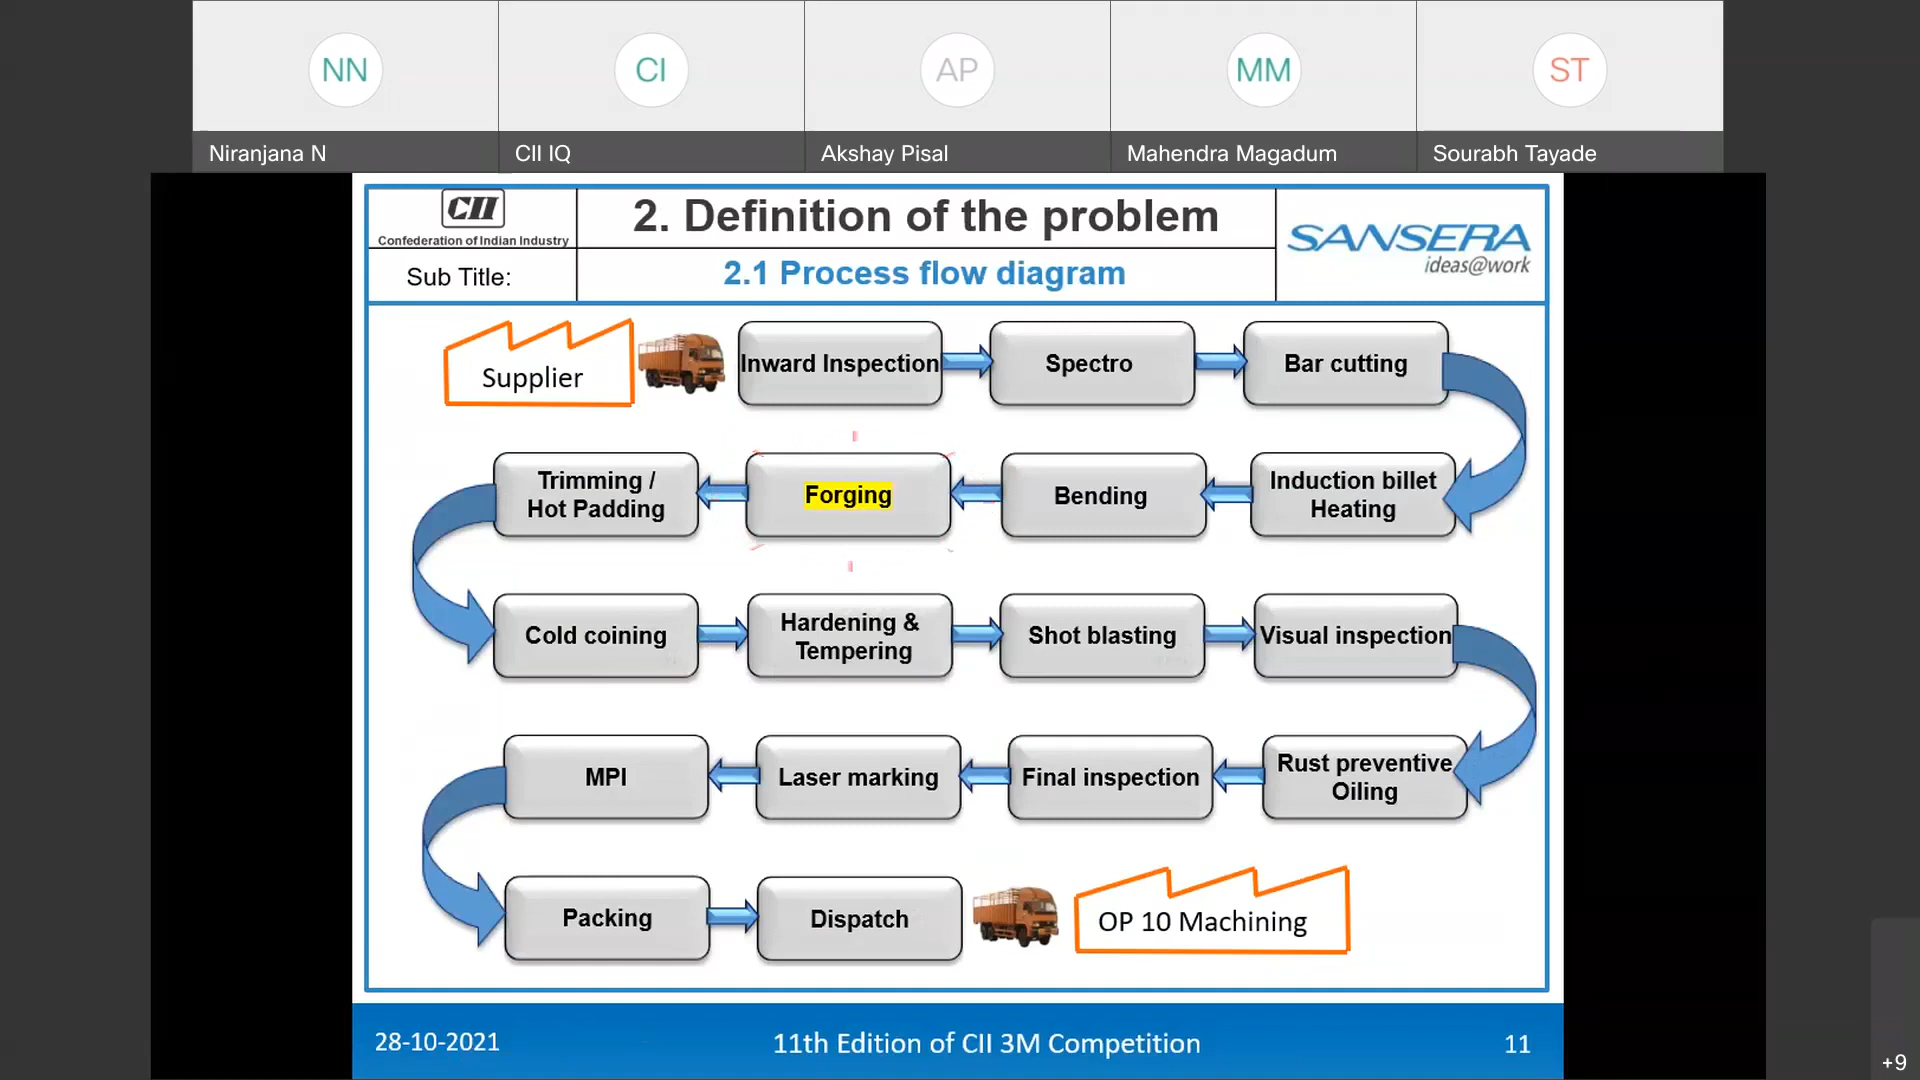 NN
CI
AP
MM
ST
Niranjana N
CII IQ
Akshay Pisal
Mahendra Magadum
Sourabh Tayade
CII
Confederation of Indian Industry
2. Definition of the problem
SANSERA
ideas@work
Sub Title:
2.1 Process flow diagram
Supplier
Inward Inspection
Spectro
Bar cutting
Trimming /
Hot Padding
Forging
Bending
Induction billet
Heating
Cold coining
Hardening &
Tempering
Shot blasting
Visual inspection
MPI
Laser marking
Final inspection
Rust preventive
Oiling
Packing
Dispatch
OP 10 Machining
28-10-2021
11th Edition of CII 3M Competition
11
+9